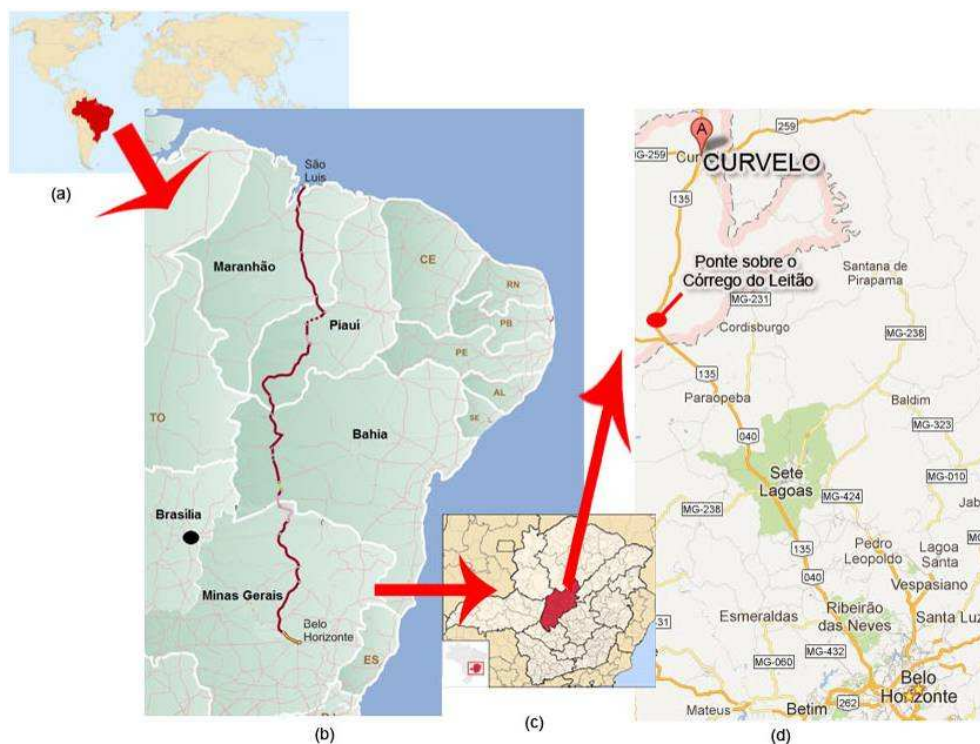 (a)
São
Luis
Maranhão
CE
RN
Piauí
PB
PE
AL
SE
TO
Bahia
Brasilia
Minas Gerais
Belo
Horizonte
ES
(b)
(c)
A
259
MG-259
CURVELO
135
Ponte sobre o
Córrego do Leitão
Santana de
Pirapama
MG-231
Cordisburgo
MG-238
135
Paraopeba
Baldim
040
MG-323
Sete
Lagoas
MG-424
MG-010
MG-238
135
Pedro
Leopoldo
Lagoa
Santa
040
Vespasiano
Esmeraldas
Ribeirão
das Neves
Santa Luz
MG-432
MG-060
Belo
Horizonte
262
Mateus
Betim
(d)